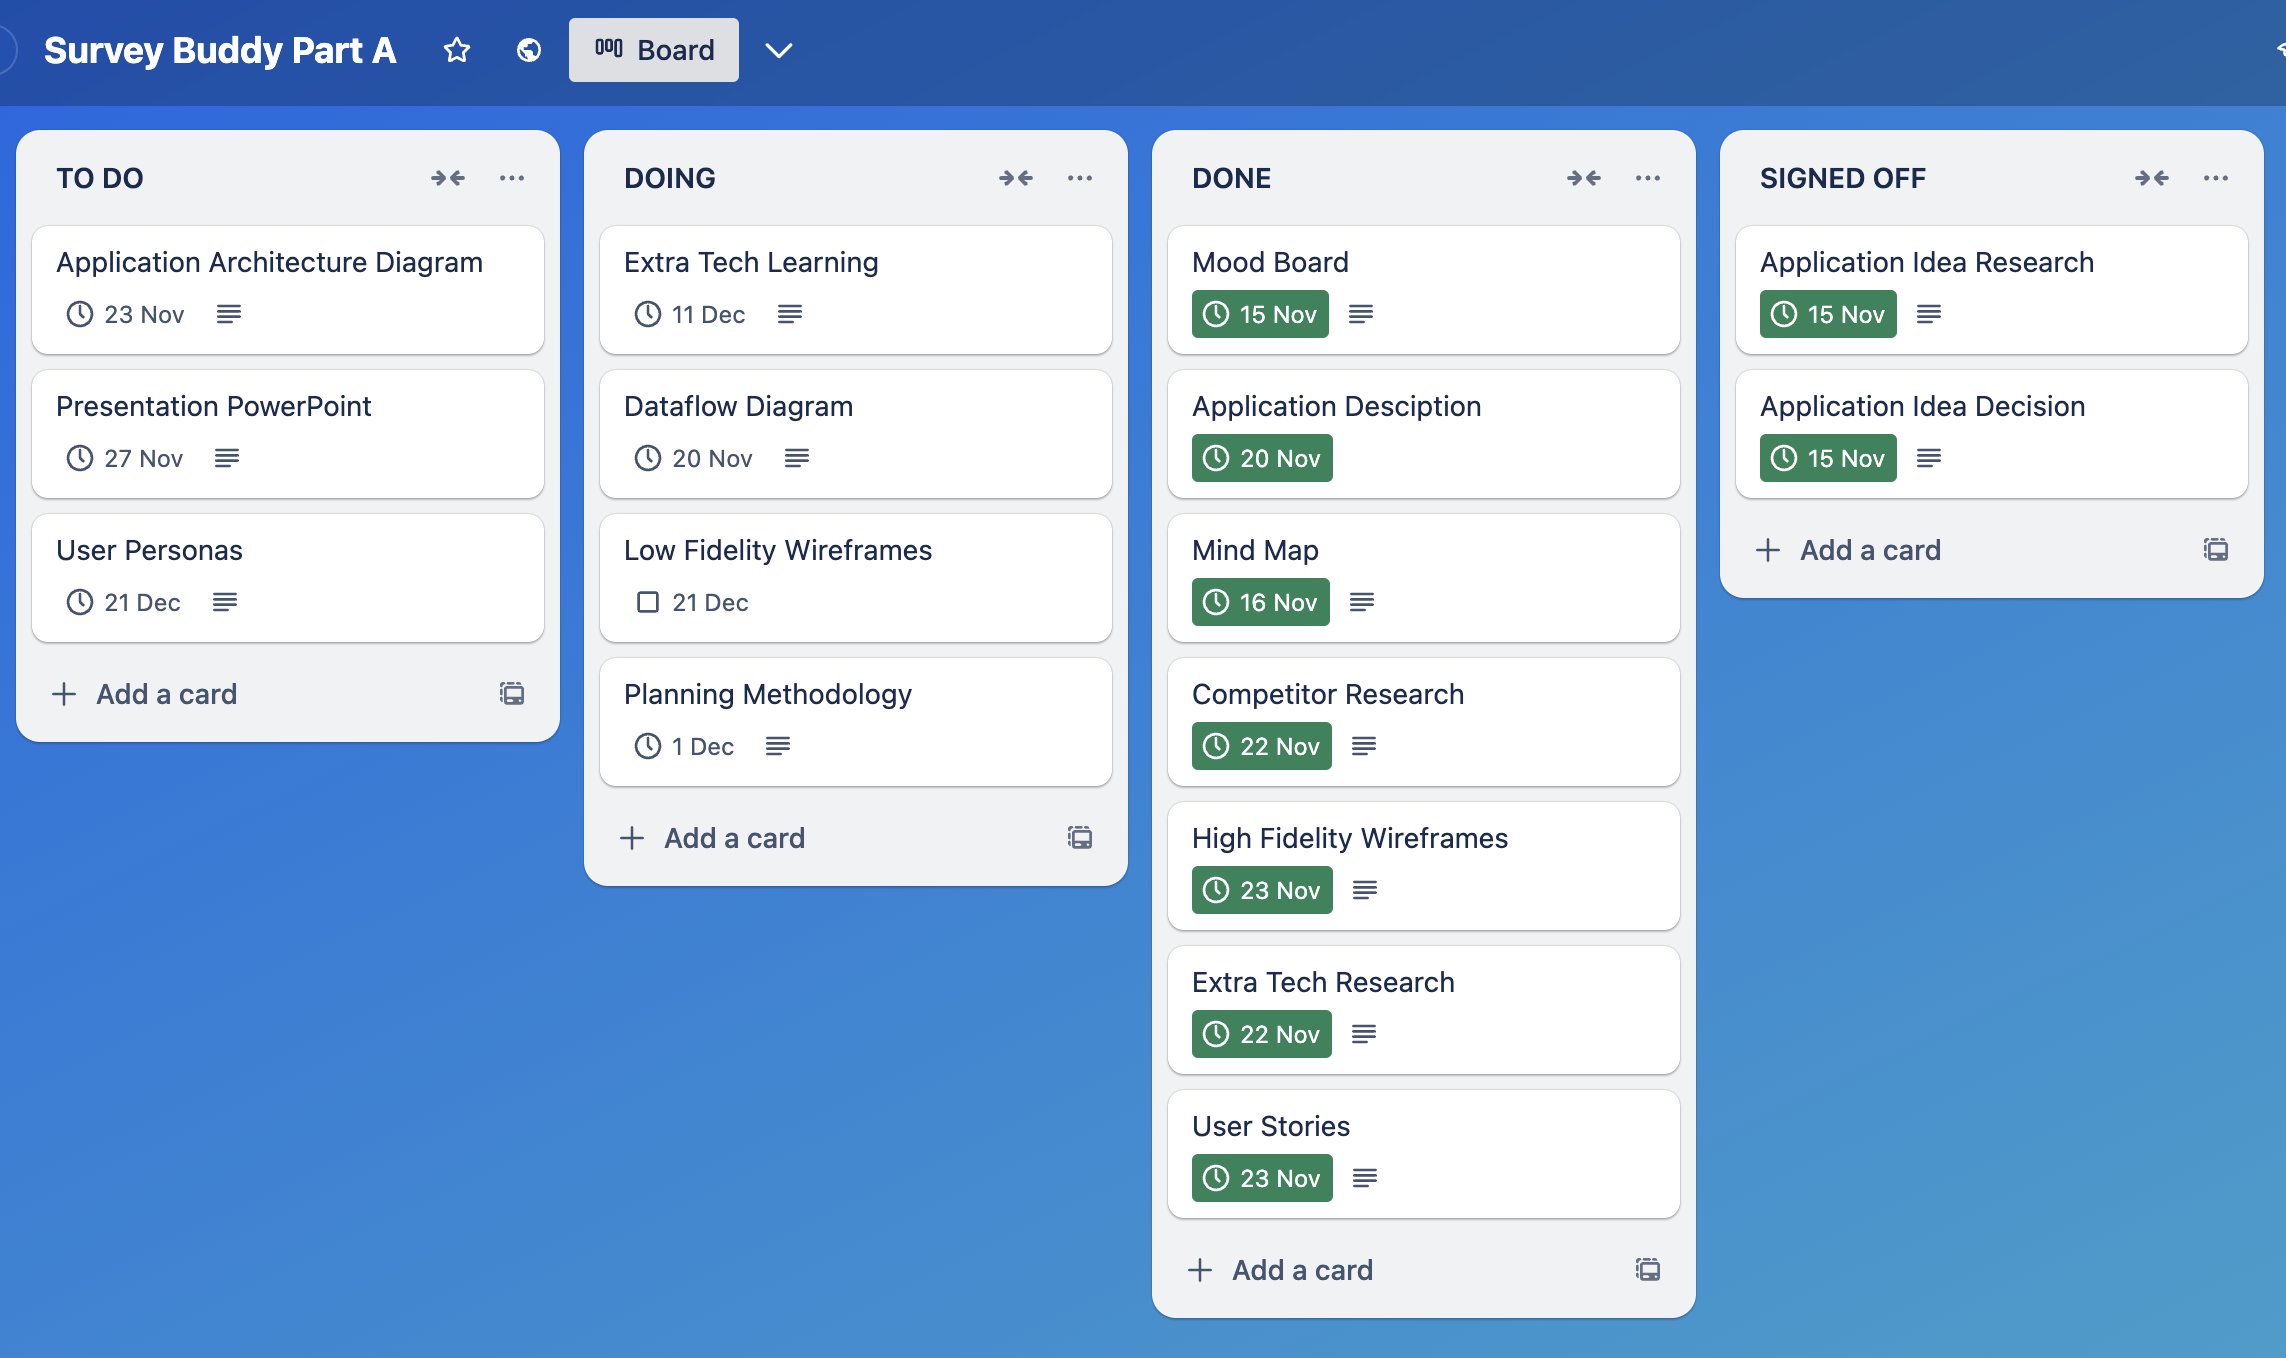 Survey Buddy Part A
Board
TO DO
Application Architecture Diagram
23 Nov
Presentation PowerPoint
27 Nov
User Personas
21 Dec
Add a card
DOING
Extra Tech Learning
11 Dec
Dataflow Diagram
20 Nov
Low Fidelity Wireframes
21 Dec
Planning Methodology
1 Dec
Add a card
DONE
Mood Board
15 Nov
Application Desciption
20 Nov
Mind Map
16 Nov
Competitor Research
22 Nov
High Fidelity Wireframes
23 Nov
Extra Tech Research
22 Nov
User Stories
23 Nov
Add a card
SIGNED OFF
Application Idea Research
15 Nov
Application Idea Decision
15 Nov
Add a card